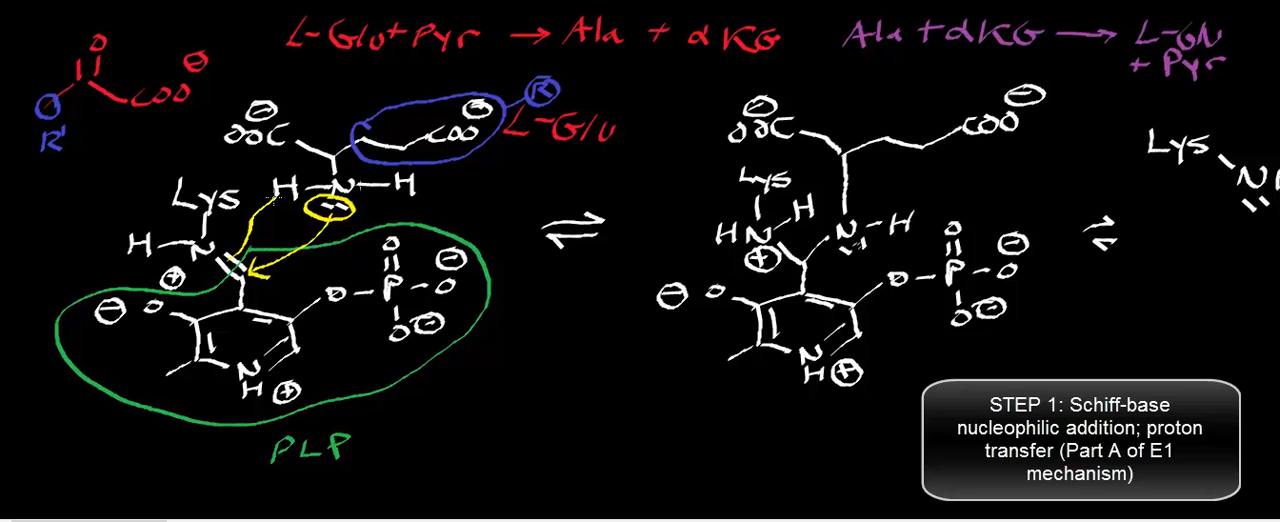 L-Glu + Pyr → Ala + αKG
Ala + αKG → L-Glu
+ Pyr
O
⊖
COO
R'
⊖
OOC
⊖
COO
R
L-Glu
H-N-H
Lys
H-N
⊕
⊖ O
O
O-P-O ⊖
O ⊖
N
H ⊕
PLP
⇌
⊖
OOC
⊖
COO
Lys
H N H
⊕
N-H
⊖ O
O
O-P-O ⊖
O ⊖
N
H ⊕
⇌
Lys
N
STEP 1: Schiff-base
nucleophilic addition; proton
transfer (Part A of E1
mechanism)